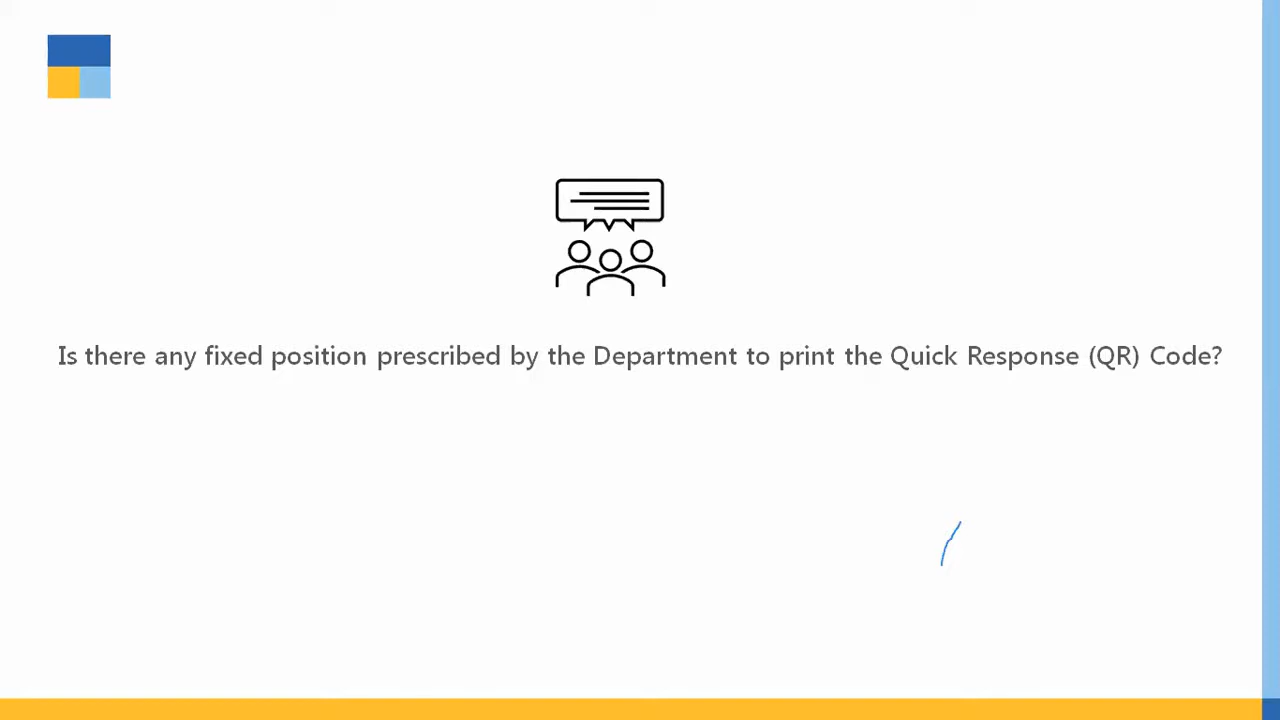 Is there any fixed position prescribed by the Department to print the Quick Response (QR) Code?